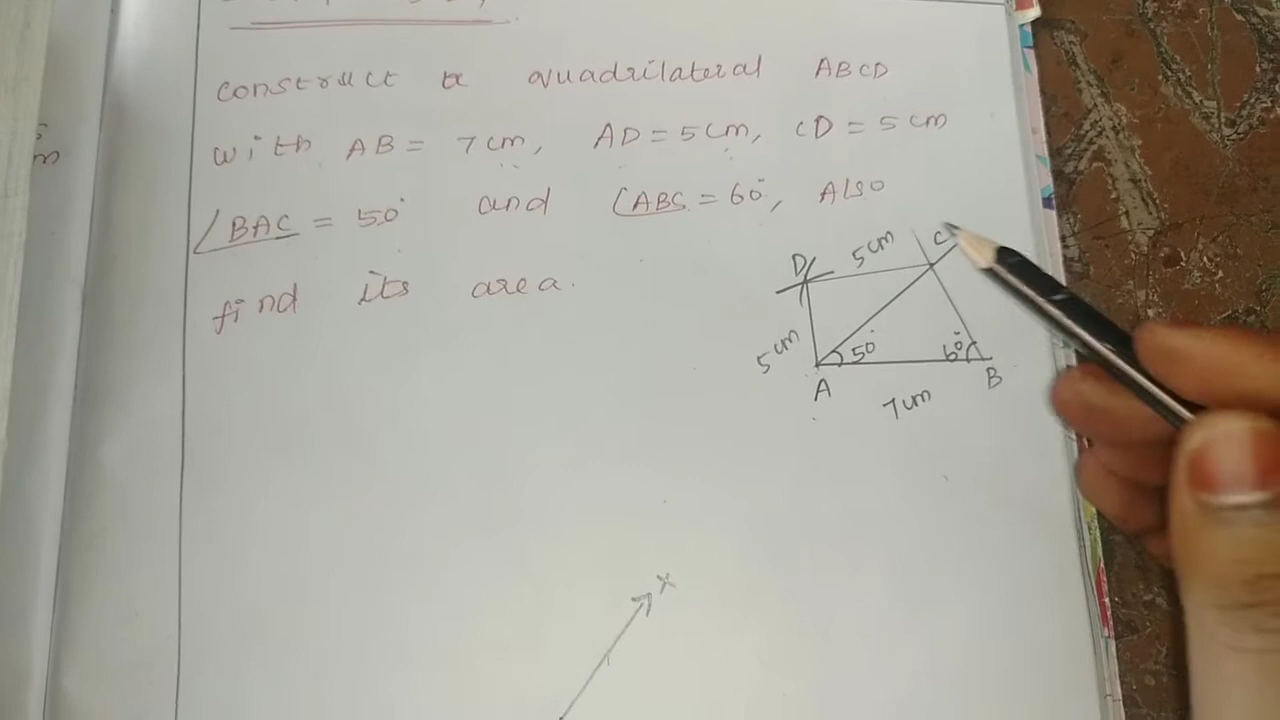 construct a quadrilateral ABCD
with AB = 7cm, AD = 5cm, CD = 5cm
∠BAC = 50° and ∠ABC = 60°, Also
find its area.
D 5cm C
5cm
50° 60°
A B
7cm
X